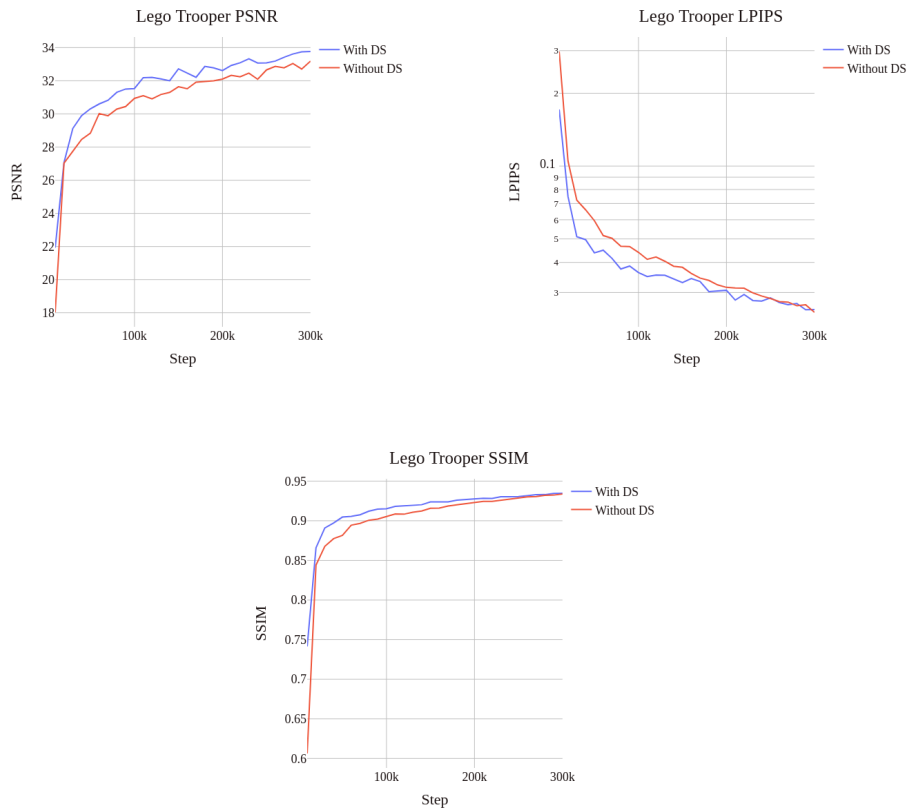 Lego Trooper PSNR
With DS
Without DS
34
32
30
28
26
24
22
20
18
100k
200k
300k
PSNR
Step
Lego Trooper LPIPS
With DS
Without DS
3
2
0.1
9
8
7
6
5
4
3
100k
200k
300k
LPIPS
Step
Lego Trooper SSIM
With DS
Without DS
0.95
0.9
0.85
0.8
0.75
0.7
0.65
0.6
100k
200k
300k
SSIM
Step